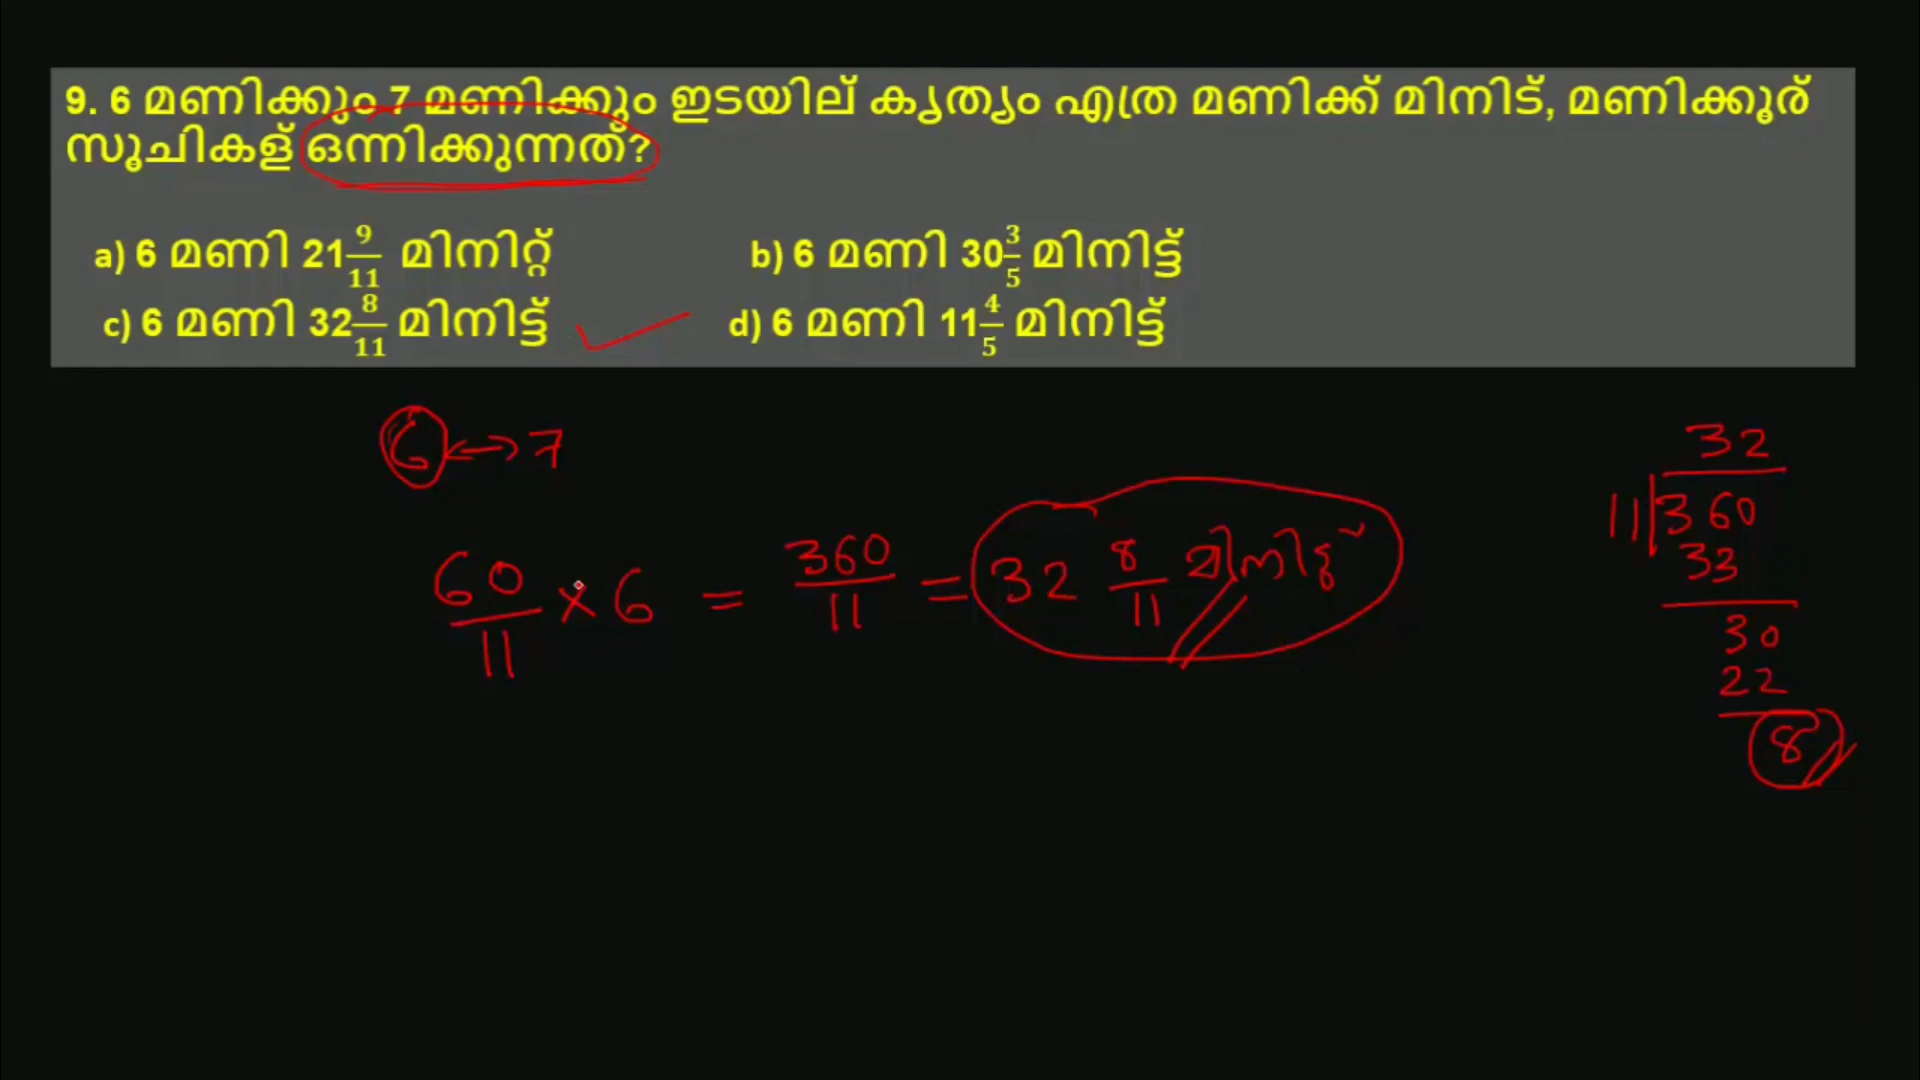 9. 6 മണിക്കും 7 മണിക്കും ഇടയില് കൃത്യം എത്ര മണിക്ക് മിനിട്, മണിക്കൂര്
സൂചികള് ഒന്നിക്കുന്നത്?
a) 6 മണി 21 9/11 മിനിറ്റ് b) 6 മണി 30 3/5 മിനിട്ട്
c) 6 മണി 32 8/11 മിനിട്ട് d) 6 മണി 11 4/5 മിനിട്ട്
6 ↔ 7
60/11 × 6 = 360/11 = 32 8/11 മിനിട്ട്
32
11 360
33
30
22
8